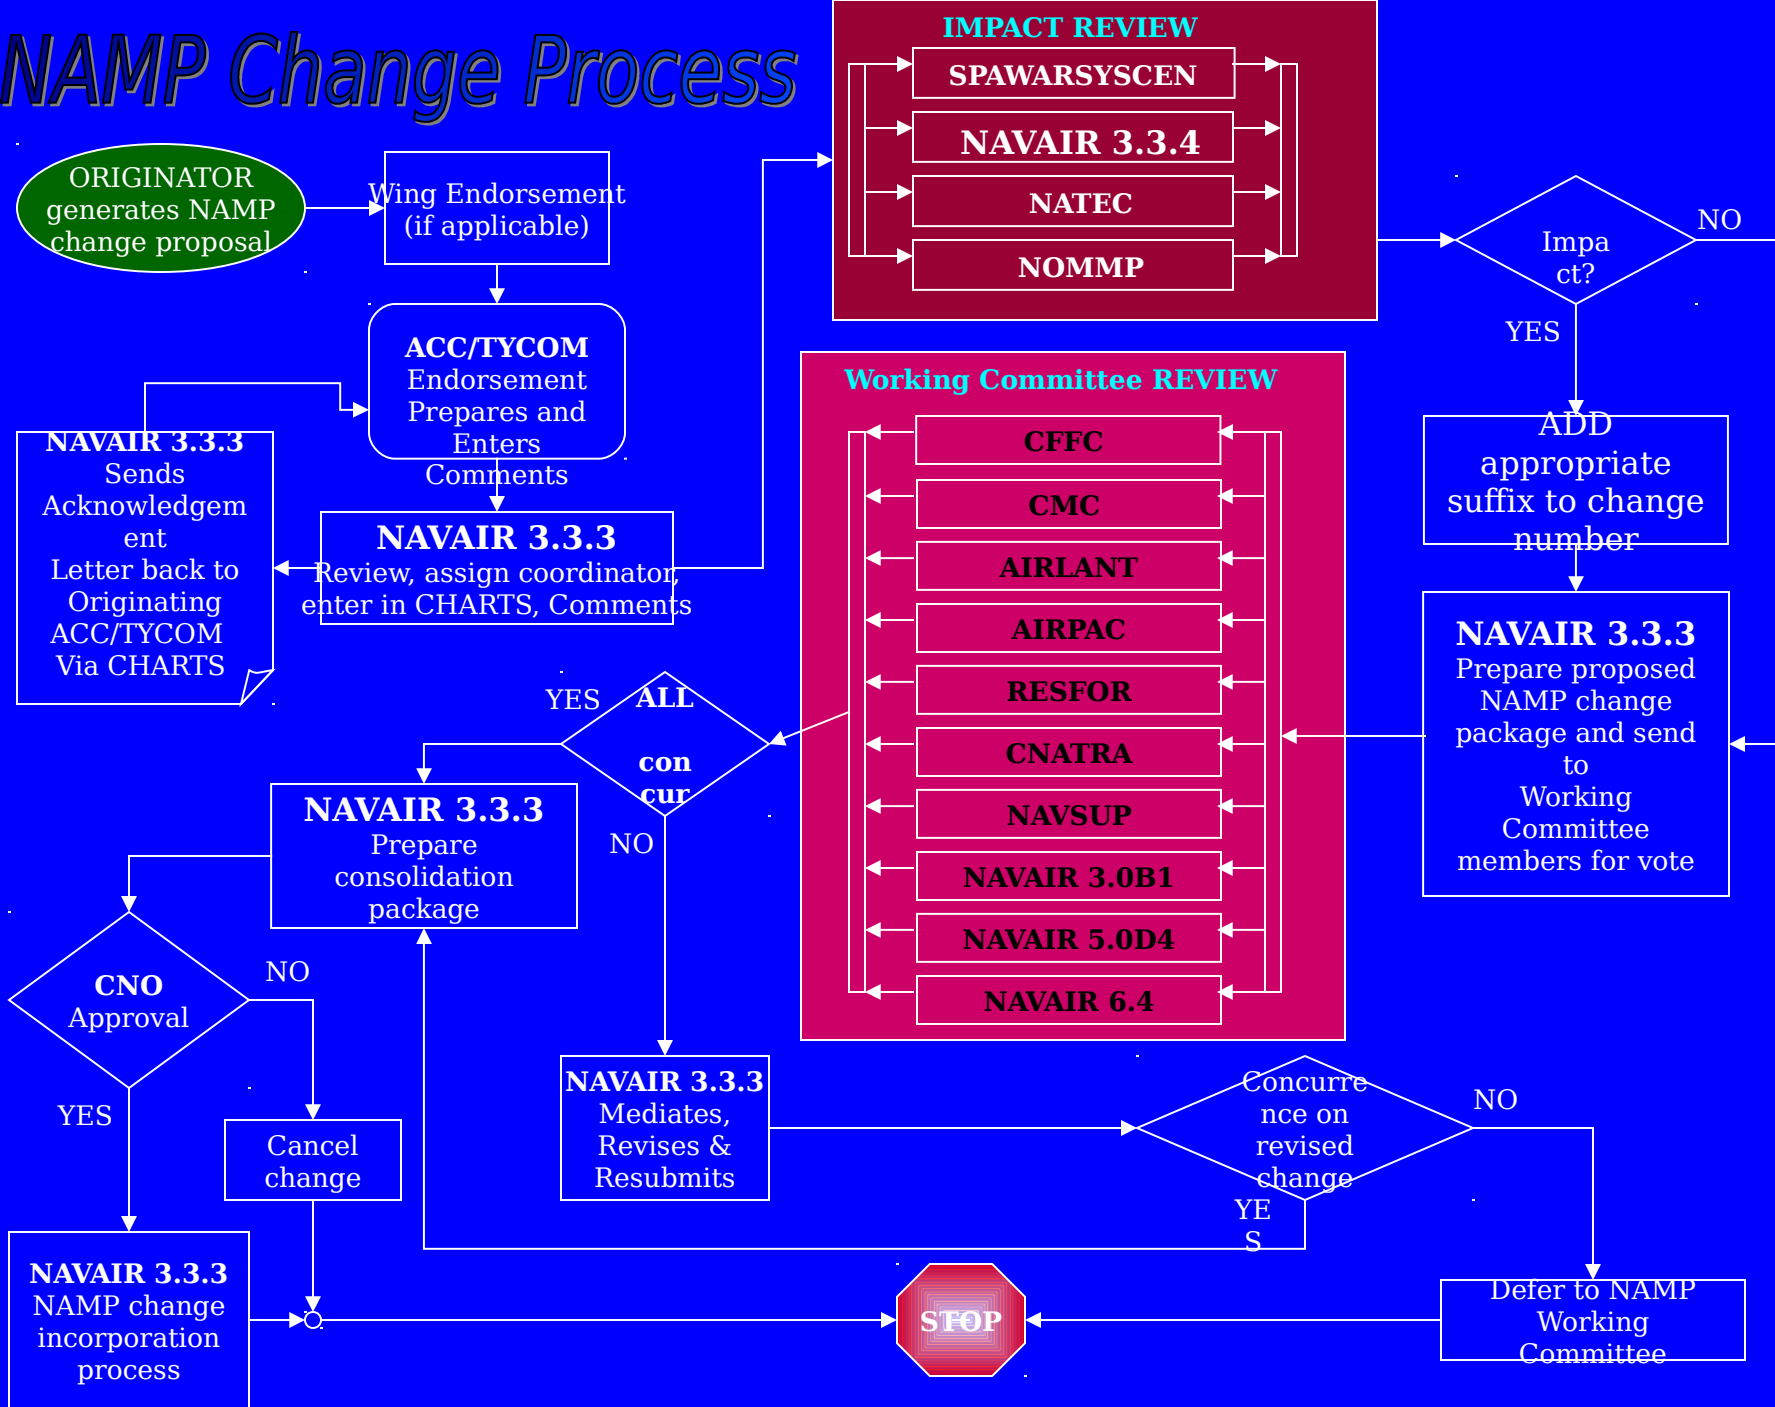 NAMP Change Process
ORIGINATOR
generates NAMP
change proposal
Wing Endorsement
(if applicable)
ACC/TYCOM
Endorsement
Prepares and
Enters
Comments
NAVAIR 3.3.3
Sends
Acknowledgem
ent
Letter back to
Originating
ACC/TYCOM
Via CHARTS
NAVAIR 3.3.3
Review, assign coordinator,
enter in CHARTS, Comments
IMPACT REVIEW
SPAWARSYSCEN
NAVAIR 3.3.4
NATEC
NOMMP
Impa
ct?
NO
YES
ADD
appropriate
suffix to change
number
NAVAIR 3.3.3
Prepare proposed
NAMP change
package and send
to
Working
Committee
members for vote
Working Committee REVIEW
CFFC
CMC
AIRLANT
AIRPAC
RESFOR
CNATRA
NAVSUP
NAVAIR 3.0B1
NAVAIR 5.0D4
NAVAIR 6.4
ALL
con
cur
YES
NO
NAVAIR 3.3.3
Prepare
consolidation
package
CNO
Approval
NO
YES
Cancel
change
NAVAIR 3.3.3
NAMP change
incorporation
process
NAVAIR 3.3.3
Mediates,
Revises &
Resubmits
Concurre
nce on
revised
change
NO
YE
S
STOP
Defer to NAMP
Working
Committee